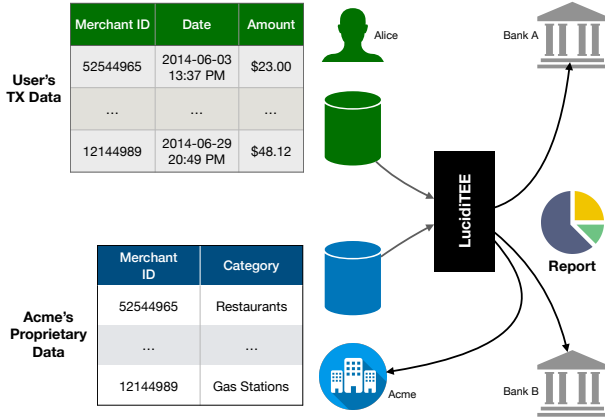 Merchant ID Date Amount
52544965 2014-06-03 13:37 PM $23.00
... ... ...
12144989 2014-06-29 20:49 PM $48.12
User's
TX Data
Alice
Bank A
LucidiTEE
Report
Merchant
ID
Category
52544965 Restaurants
... ...
12144989 Gas Stations
Acme's
Proprietary
Data
Acme
Bank B